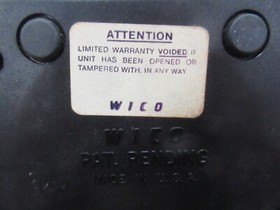 ATTENTION
LIMITED WARRANTY VOIDED IF
UNIT HAS BEEN OPENED OR
TAMPERED WITH, IN ANY WAY
WICO
WICO
PAT. PENDING
MADE IN U.S.A.